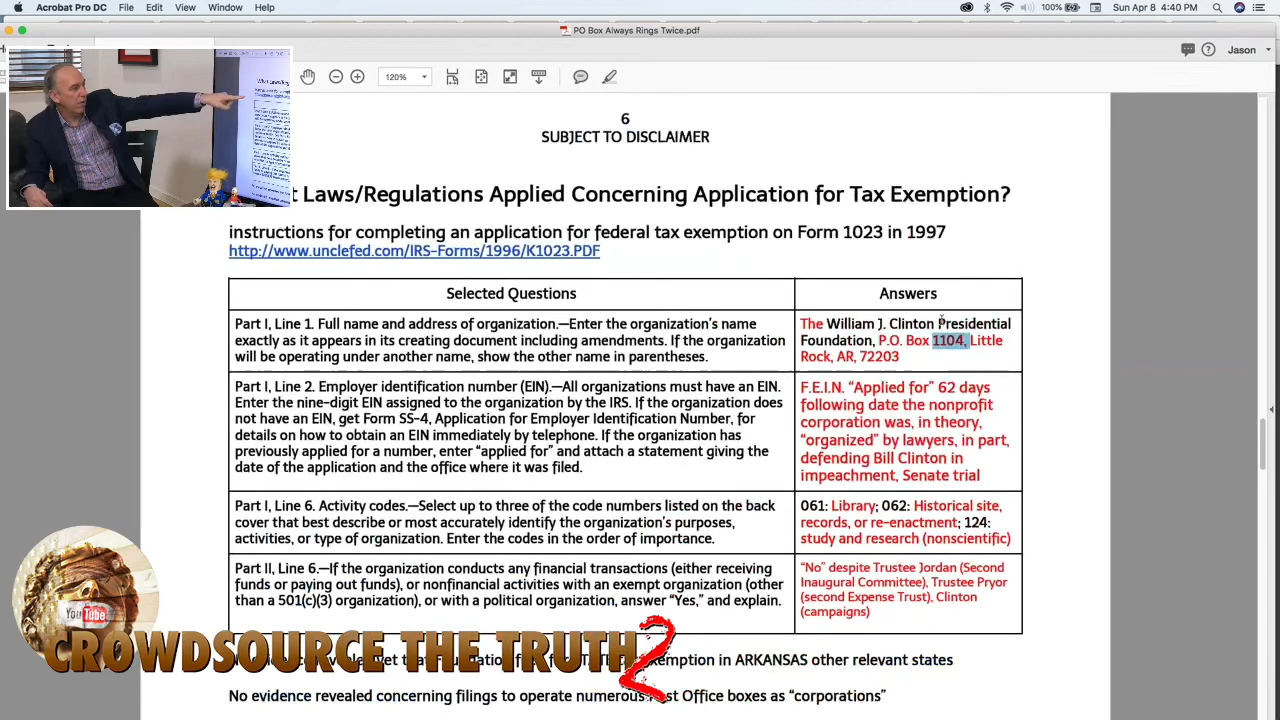 Acrobat Pro DC File Edit View Window Help 100% Sun Apr 8 4:40 PM
PO Box Always Rings Twice.pdf
120% Jason
6
SUBJECT TO DISCLAIMER
t Laws/Regulations Applied Concerning Application for Tax Exemption?
instructions for completing an application for federal tax exemption on Form 1023 in 1997
http://www.unclefed.com/IRS-Forms/1996/K1023.PDF
Selected Questions
Answers
Part I, Line 1. Full name and address of organization.—Enter the organization's name
exactly as it appears in its creating document including amendments. If the organization
will be operating under another name, show the other name in parentheses.
The William J. Clinton Presidential
Foundation, P.O. Box 1104, Little
Rock, AR, 72203
Part I, Line 2. Employer identification number (EIN).—All organizations must have an EIN.
Enter the nine-digit EIN assigned to the organization by the IRS. If the organization does
not have an EIN, get Form SS-4, Application for Employer Identification Number, for
details on how to obtain an EIN immediately by telephone. If the organization has
previously applied for a number, enter “applied for” and attach a statement giving the
date of the application and the office where it was filed.
F.E.I.N. “Applied for” 62 days
following date the nonprofit
corporation was, in theory,
“organized” by lawyers, in part,
defending Bill Clinton in
impeachment, Senate trial
Part I, Line 6. Activity codes.—Select up to three of the code numbers listed on the back
cover that best describe or most accurately identify the organization's purposes,
activities, or type of organization. Enter the codes in the order of importance.
061: Library; 062: Historical site,
records, or re-enactment; 124:
study and research (nonscientific)
Part II, Line 6.—If the organization conducts any financial transactions (either receiving
funds or paying out funds), or nonfinancial activities with an exempt organization (other
than a 501(c)(3) organization), or with a political organization, answer “Yes,” and explain.
“No” despite Trustee Jordan (Second
Inaugural Committee), Trustee Pryor
(second Expense Trust), Clinton
(campaigns)
You Tube
CROWDSOURCE THE TRUTH 2
exemption in ARKANSAS other relevant states
No evidence revealed concerning filings to operate numerous Post Office boxes as “corporations”